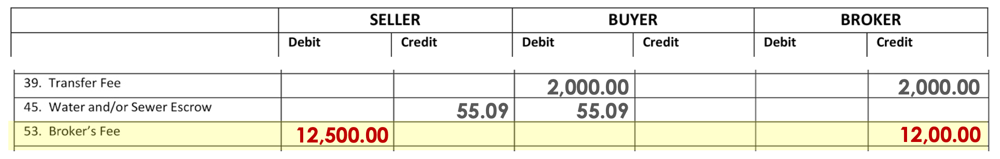 SELLER BUYER BROKER
Debit Credit Debit Credit Debit Credit
39. Transfer Fee 2,000.00 2,000.00
45. Water and/or Sewer Escrow 55.09 55.09
53. Broker’s Fee 12,500.00 12,00.00